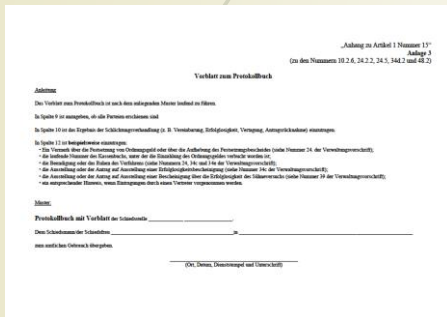 „Anhang zu Artikel 1 Nummer 15“
Anlage 3
(zu den Nummern 10.2.6, 24.2.2, 24.5, 34d.2 und 48.2)
Vorblatt zum Protokollbuch
Anleitung:
Das Vorblatt zum Protokollbuch ist nach dem anliegenden Muster laufend zu führen.
In Spalte 9 ist anzugeben, ob alle Parteien erschienen sind
In Spalte 10 ist das Ergebnis der Schlichtungsverhandlung (z. B. Vereinbarung, Erfolglosigkeit, Vertagung, Antragsrücknahme) einzutragen.
In Spalte 12 ist beispielsweise einzutragen:
- Ein Vermerk über die Festsetzung von Ordnungsgeld oder über die Aufhebung des Festsetzungsbescheides (siehe Nummer 24. der Verwaltungsvorschrift);
- die laufende Nummer des Kassenbuchs, unter der die Einzahlung des Ordnungsgeldes verbucht worden ist;
- die Beendigung oder das Ruhen des Verfahrens (siehe Nummern 24, 34i und 34n der Verwaltungsvorschrift);
- die Ausstellung oder der Antrag auf Ausstellung einer Erfolglosigkeitsbescheinigung (siehe Nummer 34c der Verwaltungsvorschrift);
- die Ausstellung oder der Antrag auf Ausstellung einer Bescheinigung über die Erfolglosigkeit des Sühneversuchs (siehe Nummer 39 der Verwaltungsvorschrift);
- ein entsprechender Hinweis, wenn Eintragungen durch einen Vertreter vorgenommen werden.
Muster:
Protokollbuch mit Vorblatt der Schiedsstelle
Dem Schiedsmann/der Schiedsfrau in
zum amtlichen Gebrauch übergeben.
(Ort, Datum, Dienststempel und Unterschrift)